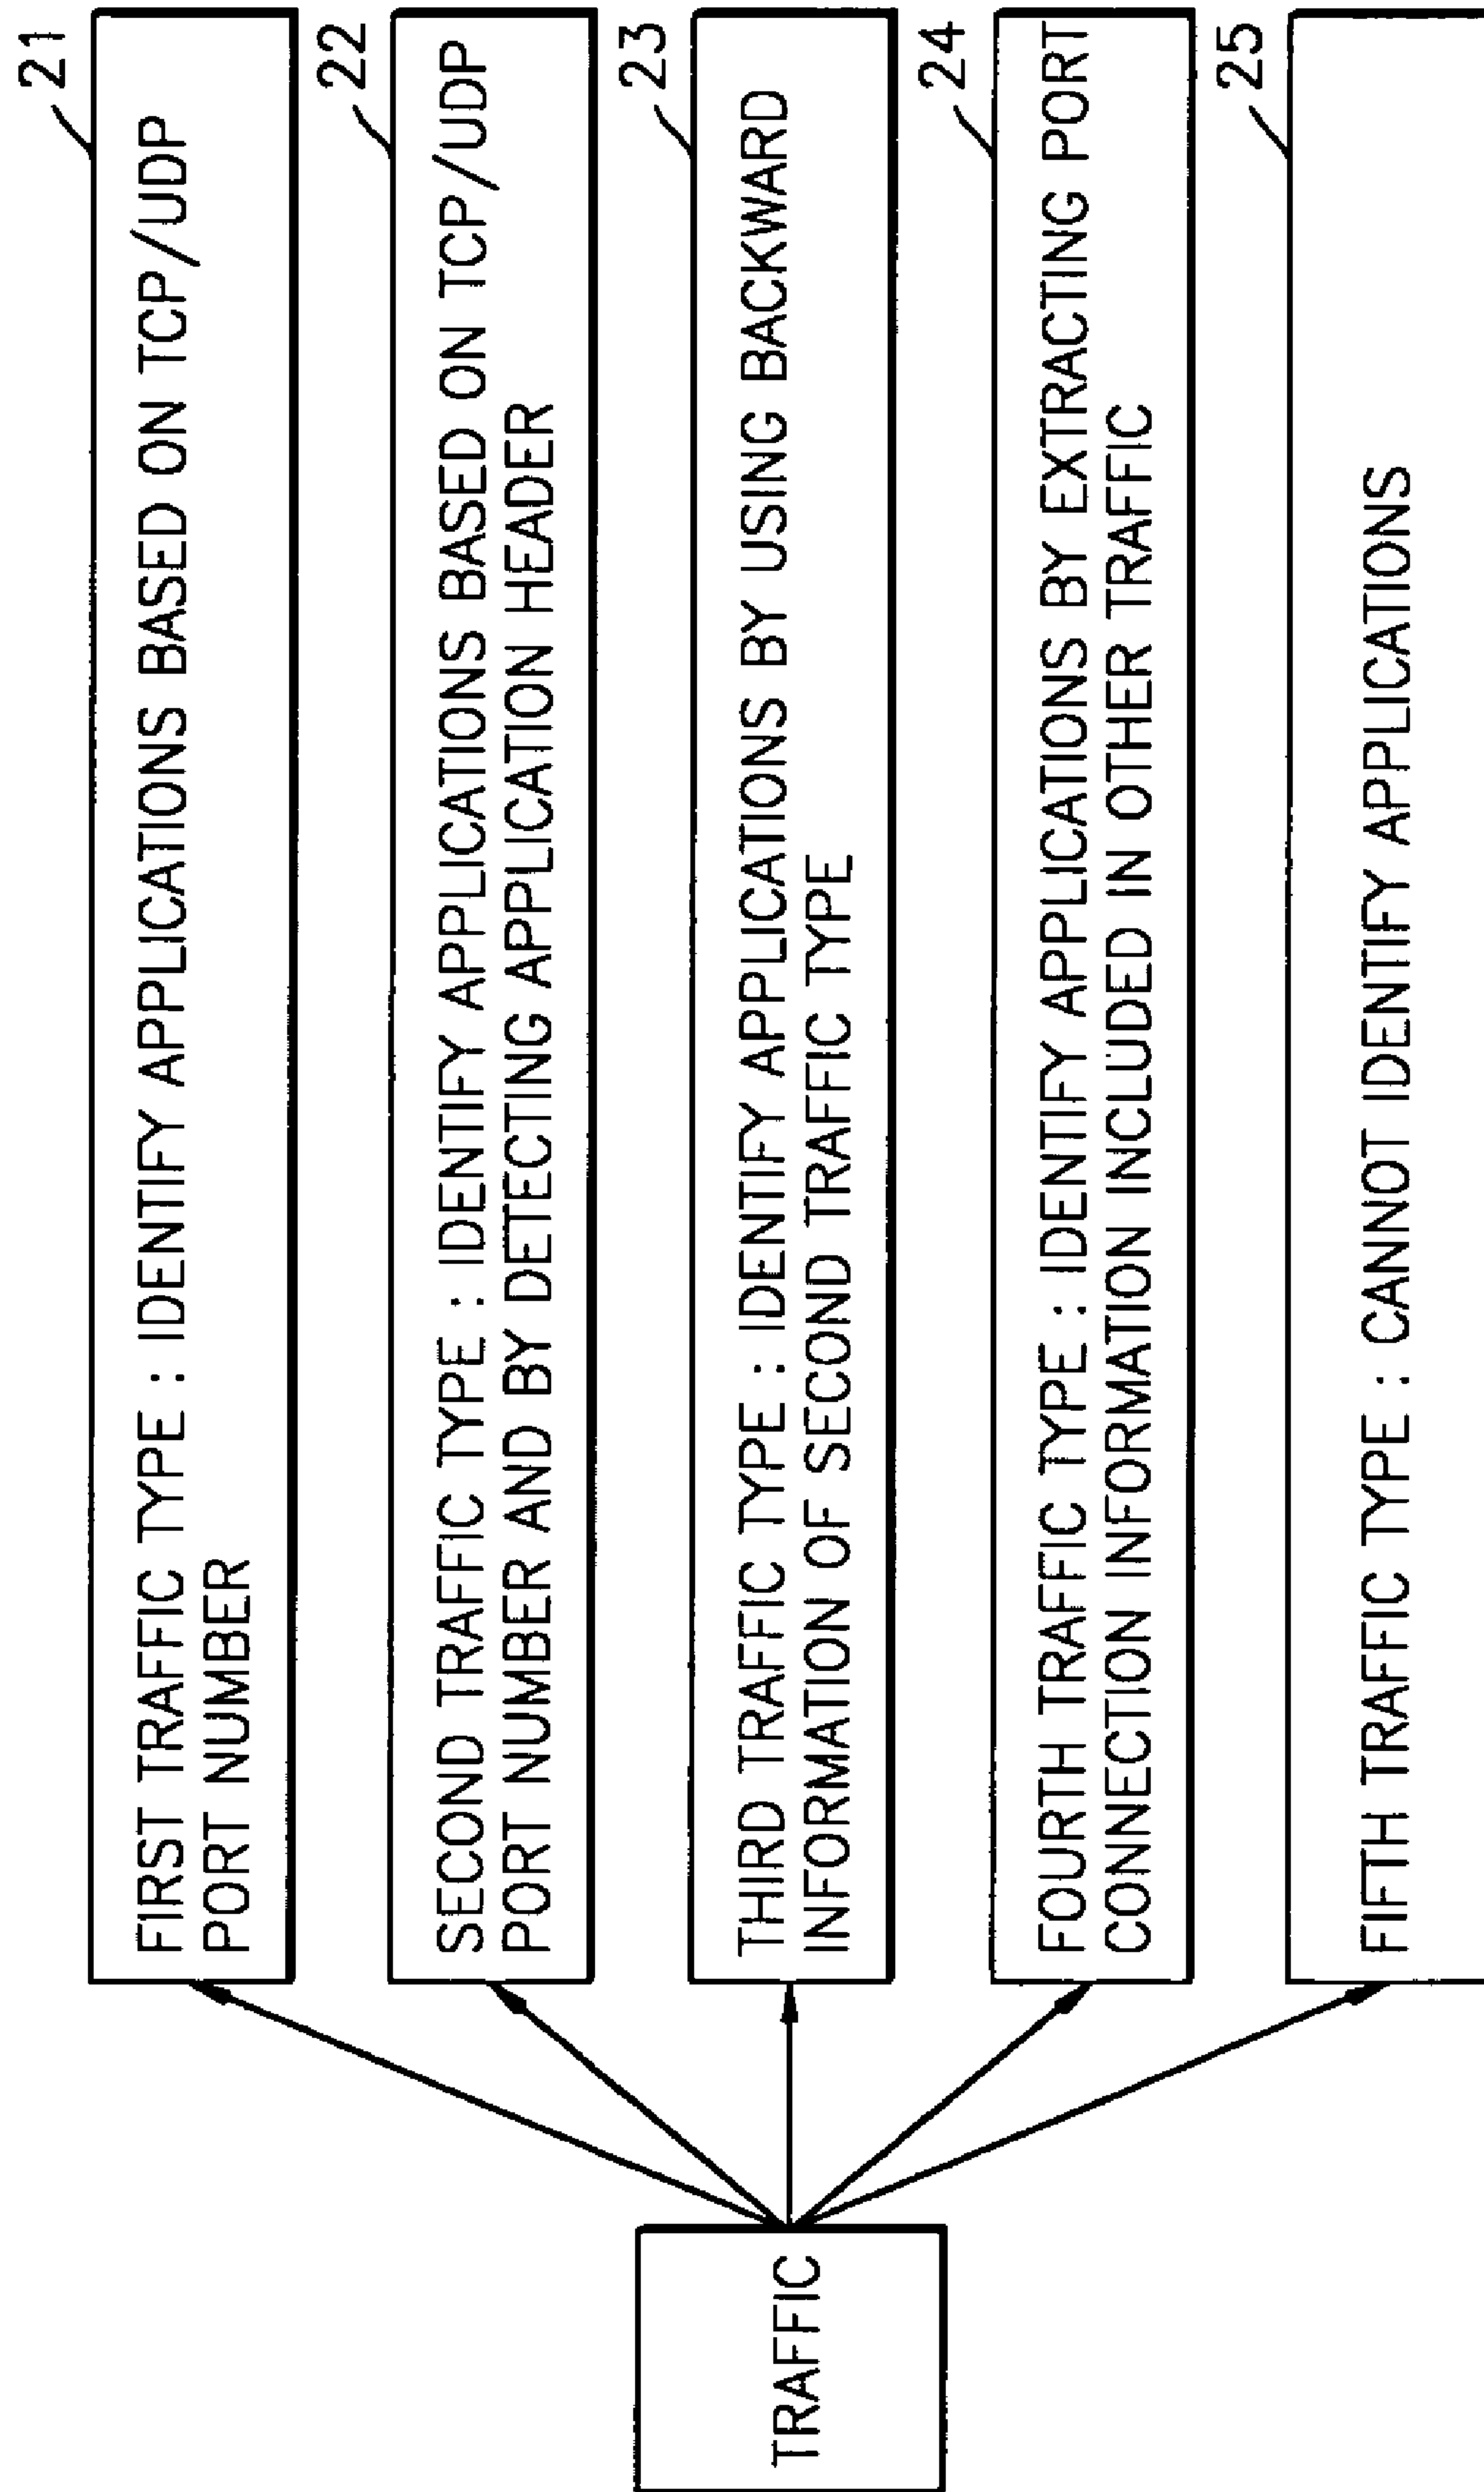 TRAFFIC
21
FIRST TRAFFIC TYPE : IDENTIFY APPLICATIONS BASED ON TCP/UDP
PORT NUMBER
22
SECOND TRAFFIC TYPE : IDENTIFY APPLICATIONS BASED ON TCP/UDP
PORT NUMBER AND BY DETECTING APPLICATION HEADER
23
THIRD TRAFFIC TYPE : IDENTIFY APPLICATIONS BY USING BACKWARD
INFORMATION OF SECOND TRAFFIC TYPE
24
FOURTH TRAFFIC TYPE : IDENTIFY APPLICATIONS BY EXTRACTING PORT
CONNECTION INFORMATION INCLUDED IN OTHER TRAFFIC
25
FIFTH TRAFFIC TYPE : CANNOT IDENTIFY APPLICATIONS